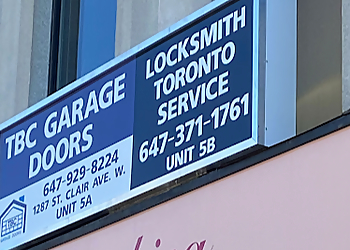 TBC GARAGE
DOORS
647-929-8224
1287 ST. CLAIR AVE. W.
UNIT 5A
LOCKSMITH
TORONTO
SERVICE
647-371-1761
UNIT 5B